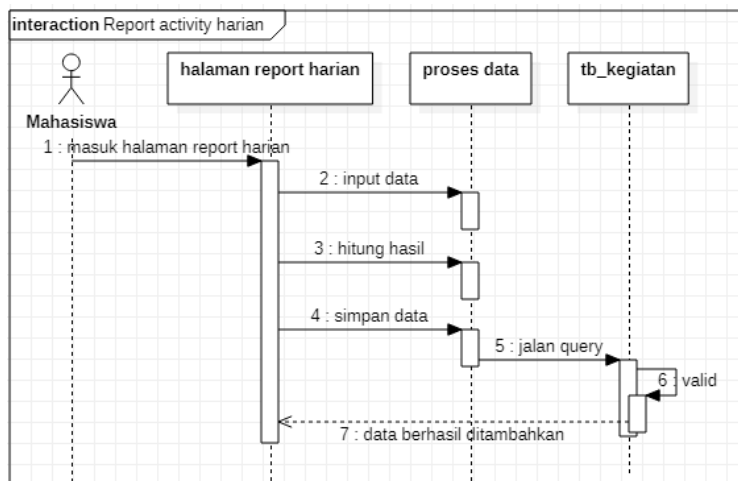 interaction Report activity harian
halaman report harian
proses data
tb_kegiatan
Mahasiswa
1 : masuk halaman report harian
2 : input data
3 : hitung hasil
4 : simpan data
5 : jalan query
6 : valid
7 : data berhasil ditambahkan